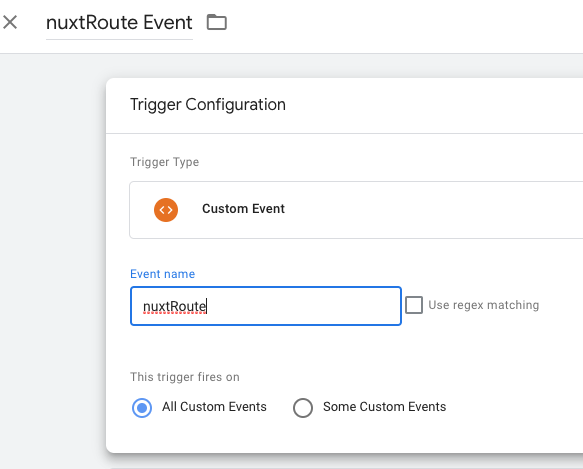 nuxtRoute Event
Trigger Configuration
Trigger Type
Custom Event
Event name
nuxtRoute
Use regex matching
This trigger fires on
All Custom Events
Some Custom Events